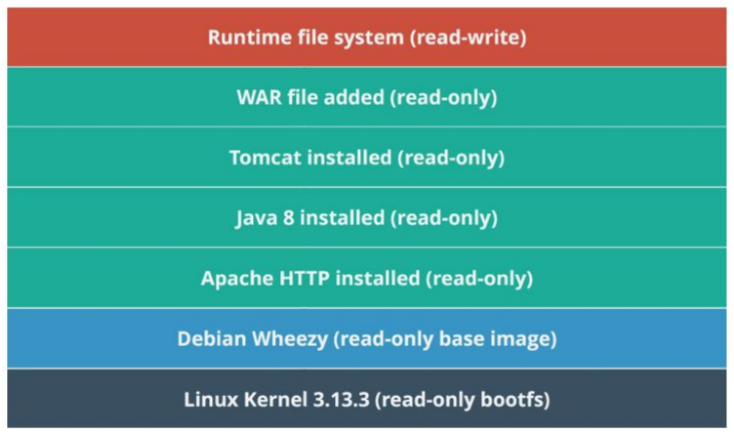 Runtime file system (read-write)
WAR file added (read-only)
Tomcat installed (read-only)
Java 8 installed (read-only)
Apache HTTP installed (read-only)
Debian Wheezy (read-only base image)
Linux Kernel 3.13.3 (read-only bootfs)